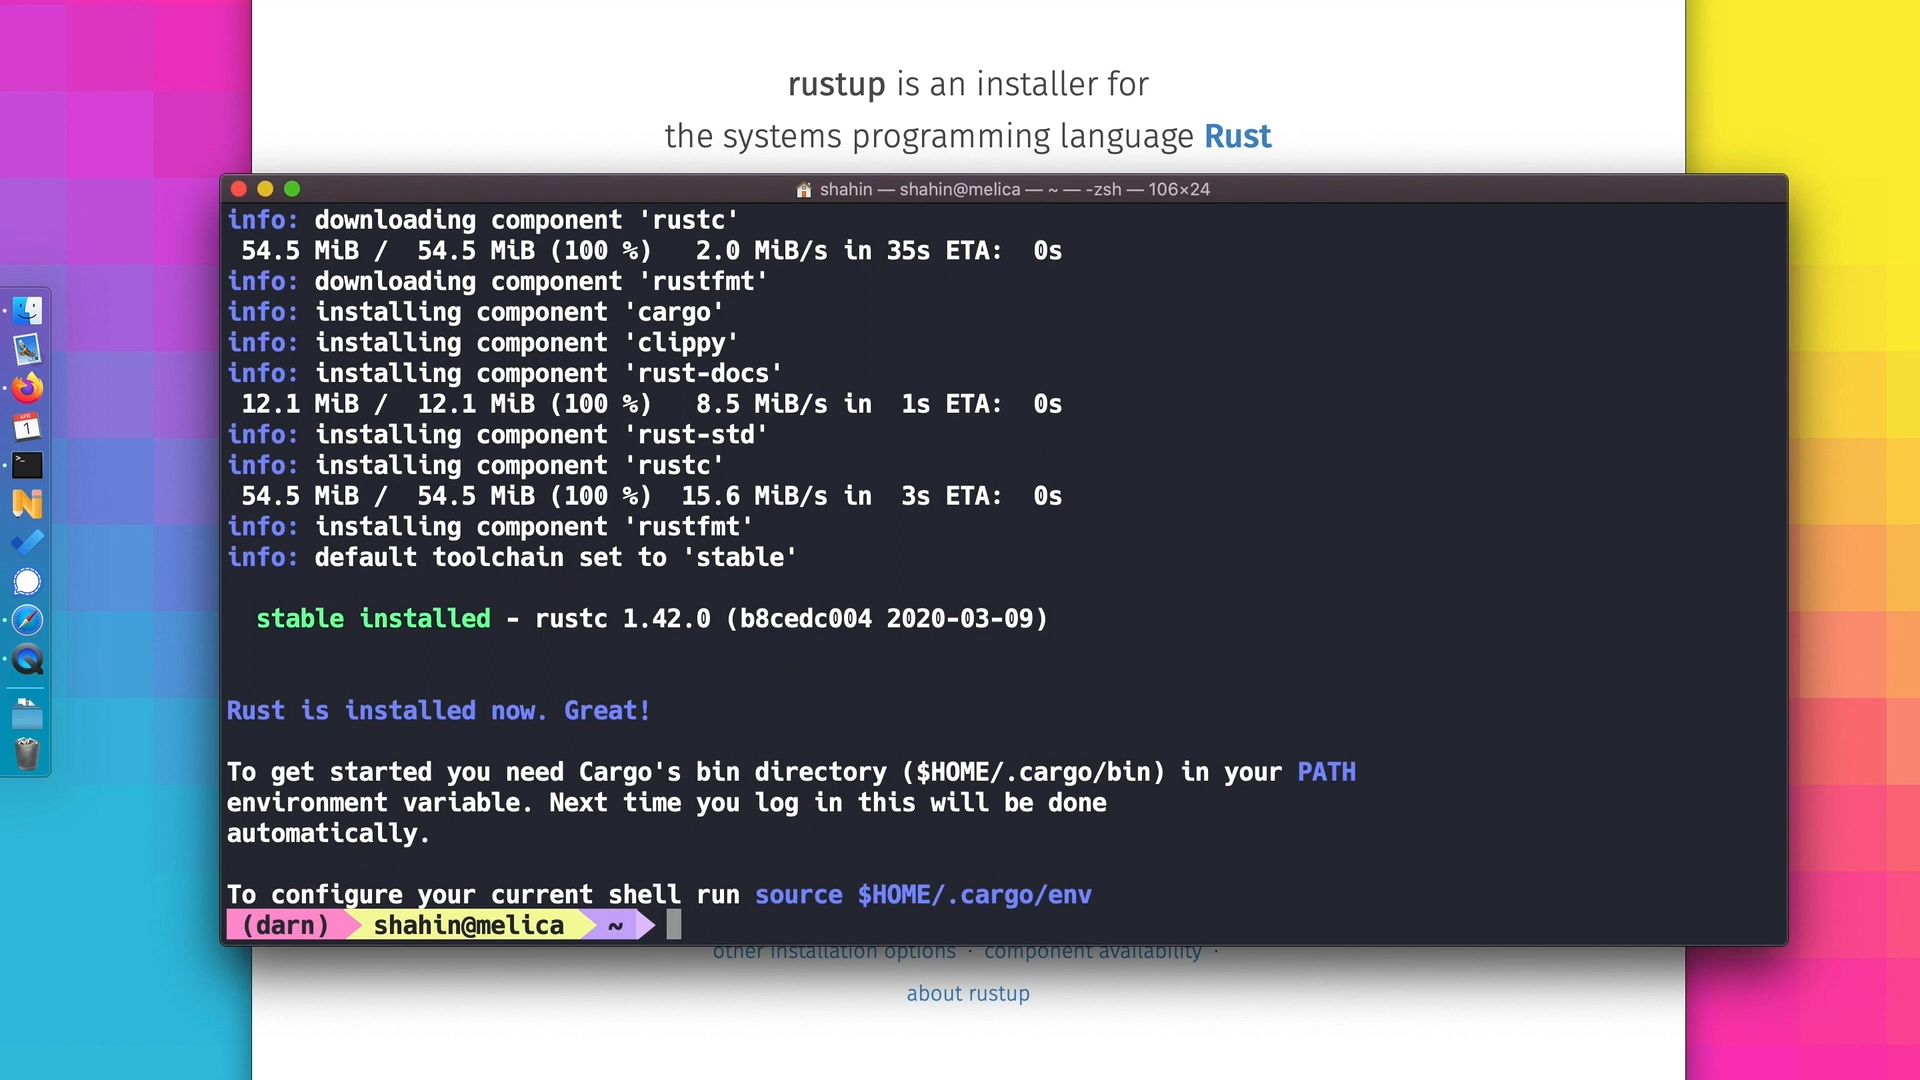 rustup is an installer for
the systems programming language Rust
shahin — shahin@melica — ~ — -zsh — 106×24
info: downloading component 'rustc'
54.5 MiB / 54.5 MiB (100 %) 2.0 MiB/s in 35s ETA: 0s
info: downloading component 'rustfmt'
info: installing component 'cargo'
info: installing component 'clippy'
info: installing component 'rust-docs'
12.1 MiB / 12.1 MiB (100 %) 8.5 MiB/s in 1s ETA: 0s
info: installing component 'rust-std'
info: installing component 'rustc'
54.5 MiB / 54.5 MiB (100 %) 15.6 MiB/s in 3s ETA: 0s
info: installing component 'rustfmt'
info: default toolchain set to 'stable'
stable installed - rustc 1.42.0 (b8cedc004 2020-03-09)
Rust is installed now. Great!
To get started you need Cargo's bin directory ($HOME/.cargo/bin) in your PATH
environment variable. Next time you log in this will be done
automatically.
To configure your current shell run source $HOME/.cargo/env
(darn) shahin@melica ~
other installation options · component availability ·
about rustup
APR
1